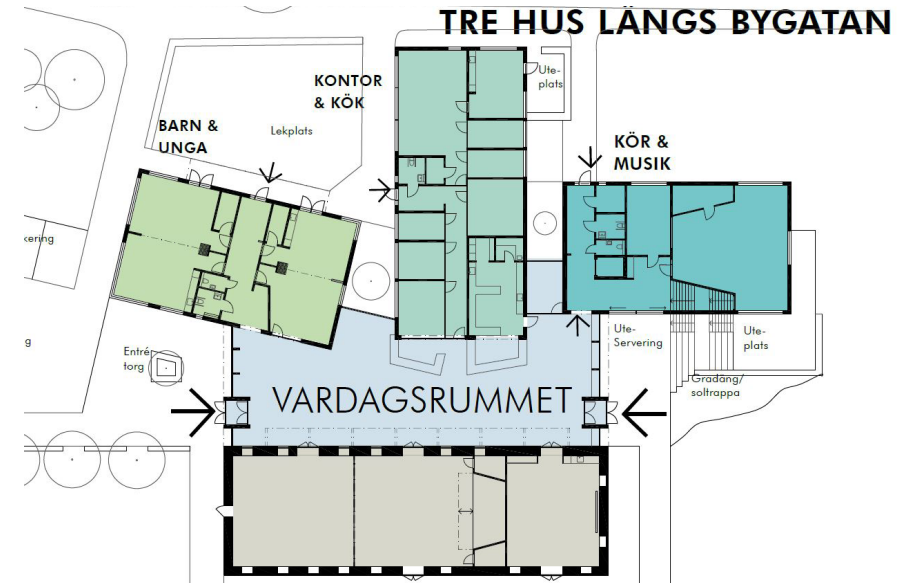 TRE HUS LÄNGS BYGATAN
KONTOR
& KÖK
Ute-
plats
BARN &
UNGA
Lekplats
KÖR &
MUSIK
kering
g
Entré
torg
Ute-
Servering
Ute-
plats
Gradäng/
soltrappa
VARDAGSRUMMET